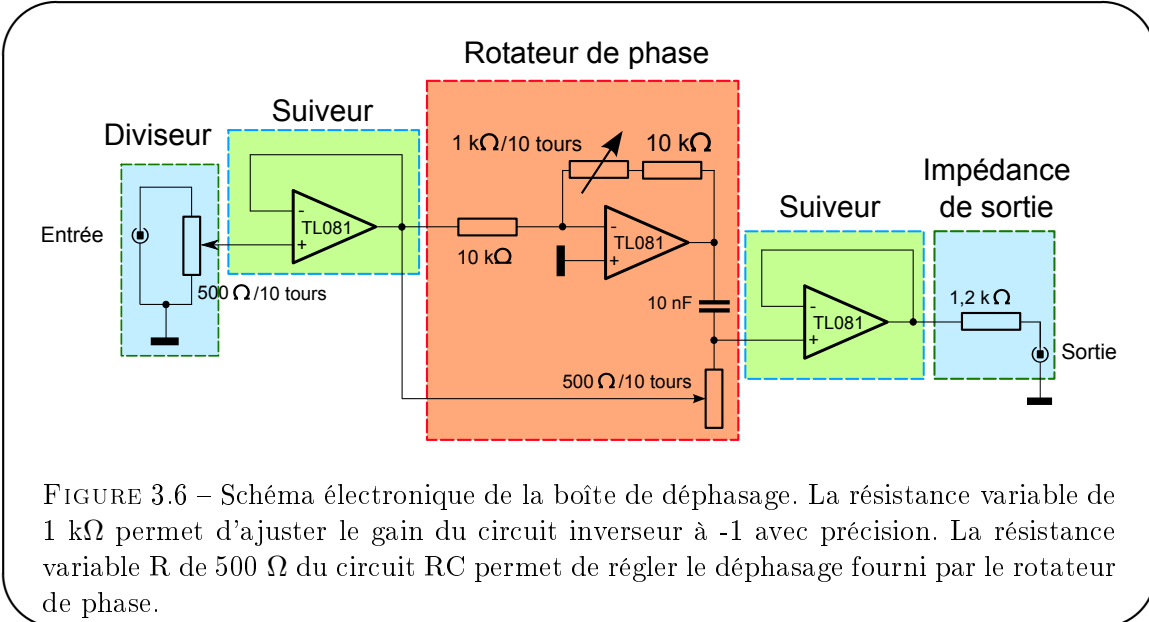 Rotateur de phase
Suiveur
Diviseur
1 kΩ/10 tours
10 kΩ
Impédance
de sortie
Suiveur
Entrée
-
TL081
+
10 kΩ
-
TL081
+
500 Ω/10 tours
10 nF
-
TL081
+
1,2 kΩ
Sortie
500 Ω/10 tours
FIGURE 3.6 – Schéma électronique de la boîte de déphasage. La résistance variable de
1 kΩ permet d'ajuster le gain du circuit inverseur à -1 avec précision. La résistance
variable R de 500 Ω du circuit RC permet de régler le déphasage fourni par le rotateur
de phase.